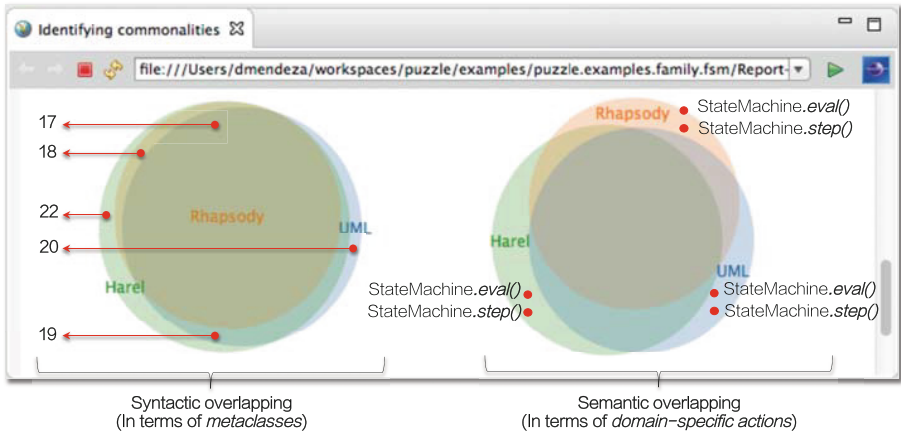 Identifying commonalities
file:///Users/dmendeza/workspaces/puzzle/examples/puzzle.examples.family.fsm/Report-
17
18
22
20
19
Rhapsody
UML
Harel
Rhapsody
StateMachine.eval()
StateMachine.step()
Harel
UML
StateMachine.eval()
StateMachine.step()
StateMachine.eval()
StateMachine.step()
Syntactic overlapping
(In terms of metaclasses)
Semantic overlapping
(In terms of domain-specific actions)